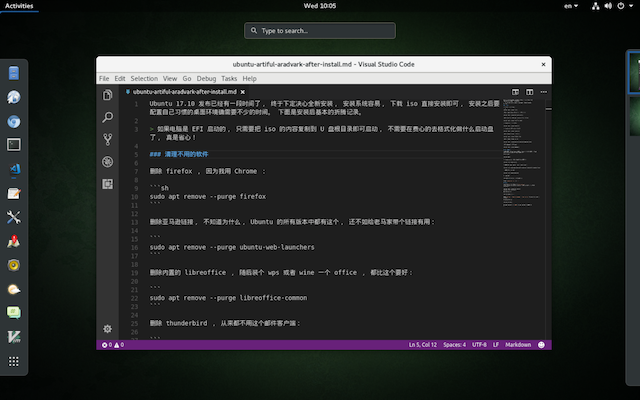 Activities
Wed 10:05
en
Type to search...
ubuntu-artiful-aradvark-after-install.md - Visual Studio Code
File Edit Selection View Go Debug Tasks Help
ubuntu-artiful-aradvark-after-install.md
1 Ubuntu 17.10 发布已经有一段时间了，终于下定决心全新安装，安装系统容易，下载 iso 直接安装即可，安装之后要
配置自己习惯的桌面环境确需要不少的时间。下面是安装后基本的折腾记录。
2
3 > 如果电脑是 EFI 启动的，只需要把 iso 的内容复制到 U 盘根目录即可启动，不需要在费心的去格式化做什么启动盘
了，真是省心！
4
5 ### 清理不用的软件
6
7 删除 firefox ，因为我用 Chrome ：
8
9 ```sh
10 sudo apt remove --purge firefox
11 ```
12
13 删除亚马逊链接，不知道为什么，Ubuntu 的所有版本中都有这个，还不如给老马家带个链接有用：
14
15 ```
16 sudo apt remove --purge ubuntu-web-launchers
17 ```
18
19 删除内置的 libreoffice ，随后装个 wps 或者 wine 一个 office ，都比这个要好：
20
21 ```
22 sudo apt remove --purge libreoffice-common
23 ```
24
25 删除 thunderbird ，从来都不用这个邮件客户端：
26
27 ```
0 0
Ln 5, Col 12 Spaces: 4 UTF-8 LF Markdown